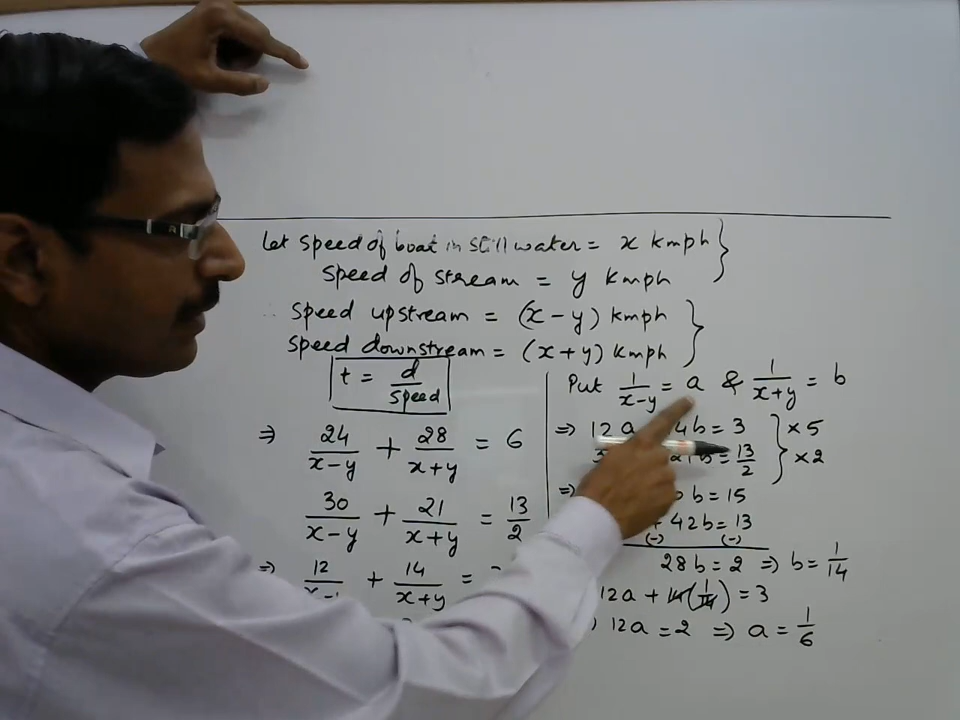 Let speed of boat in still water = x kmph
speed of stream = y kmph
∴ speed upstream = (x-y) kmph
speed downstream = (x+y) kmph
t = d/speed
⇒ 24/(x-y) + 28/(x+y) = 6
30/(x-y) + 21/(x+y) = 13/2
⇒ 12/ + 14/(x+y) =
Put 1/(x-y) = a & 1/(x+y) = b
⇒ 12a 4b = 3 ×5
b = 13/2 ×2
⇒ b = 15
+ 42b = 13
(-) (-)
28b = 2 ⇒ b = 1/14
12a + 14(1/14) = 3
12a = 2 ⇒ a = 1/6